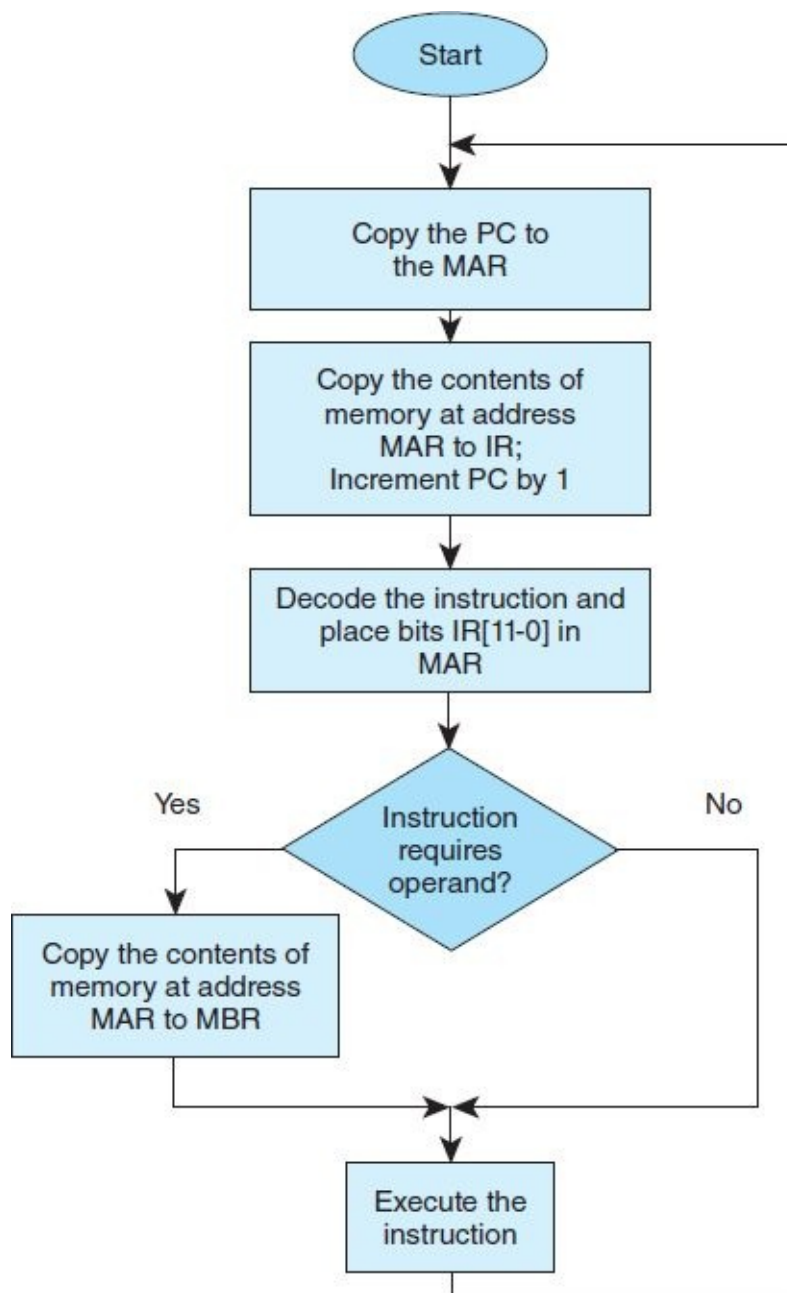 Start
Copy the PC to
the MAR
Copy the contents of
memory at address
MAR to IR;
Increment PC by 1
Decode the instruction and
place bits IR[11-0] in
MAR
Yes
Instruction
requires
operand?
No
Copy the contents of
memory at address
MAR to MBR
Execute the
instruction